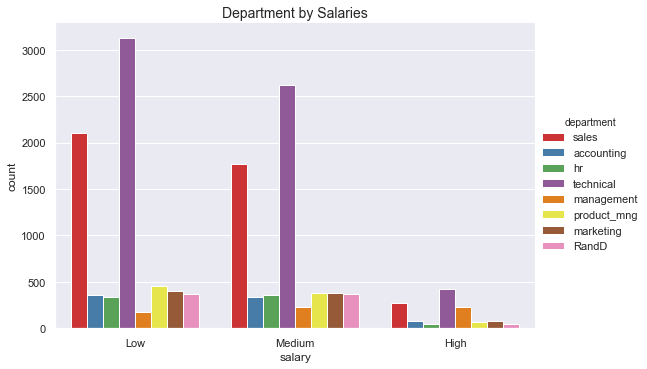 Department by Salaries
3000
2500
2000
1500
1000
500
0
count
Low
Medium
High
salary
department
sales
accounting
hr
technical
management
product_mng
marketing
RandD